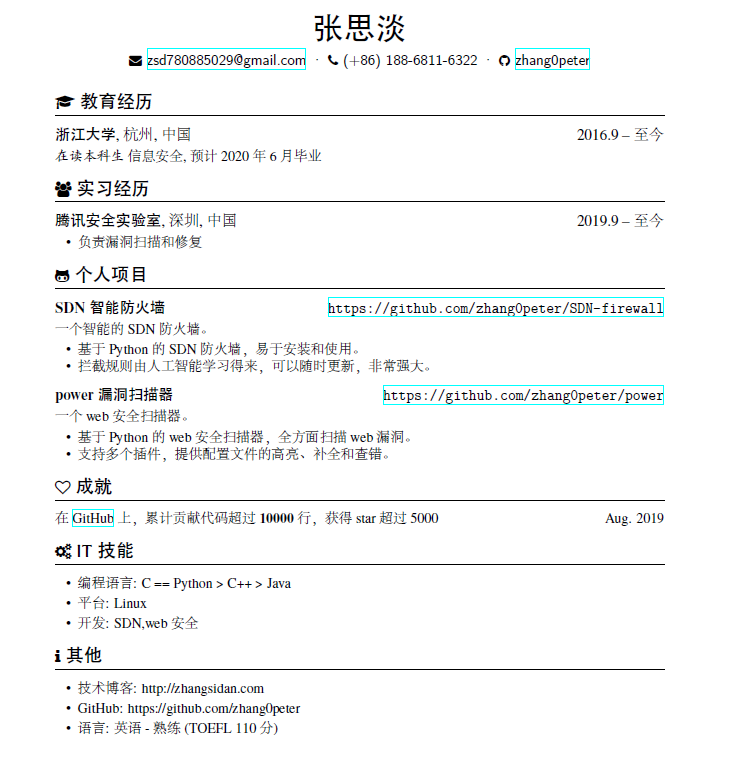 张思淡
zsd780885029@gmail.com · (+86) 188-6811-6322 · zhang0peter
教育经历
浙江大学, 杭州, 中国 2016.9 – 至今
在读本科生 信息安全, 预计 2020 年 6 月毕业
实习经历
腾讯安全实验室, 深圳, 中国 2019.9 – 至今
• 负责漏洞扫描和修复
个人项目
SDN 智能防火墙 https://github.com/zhang0peter/SDN-firewall
一个智能的 SDN 防火墙。
• 基于 Python 的 SDN 防火墙，易于安装和使用。
• 拦截规则由人工智能学习得来，可以随时更新，非常强大。
power 漏洞扫描器 https://github.com/zhang0peter/power
一个 web 安全扫描器。
• 基于 Python 的 web 安全扫描器，全方面扫描 web 漏洞。
• 支持多个插件，提供配置文件的高亮、补全和查错。
成就
在 GitHub 上，累计贡献代码超过 10000 行，获得 star 超过 5000 Aug. 2019
IT 技能
• 编程语言: C == Python > C++ > Java
• 平台: Linux
• 开发: SDN,web 安全
其他
• 技术博客: http://zhangsidan.com
• GitHub: https://github.com/zhang0peter
• 语言: 英语 - 熟练 (TOEFL 110 分)